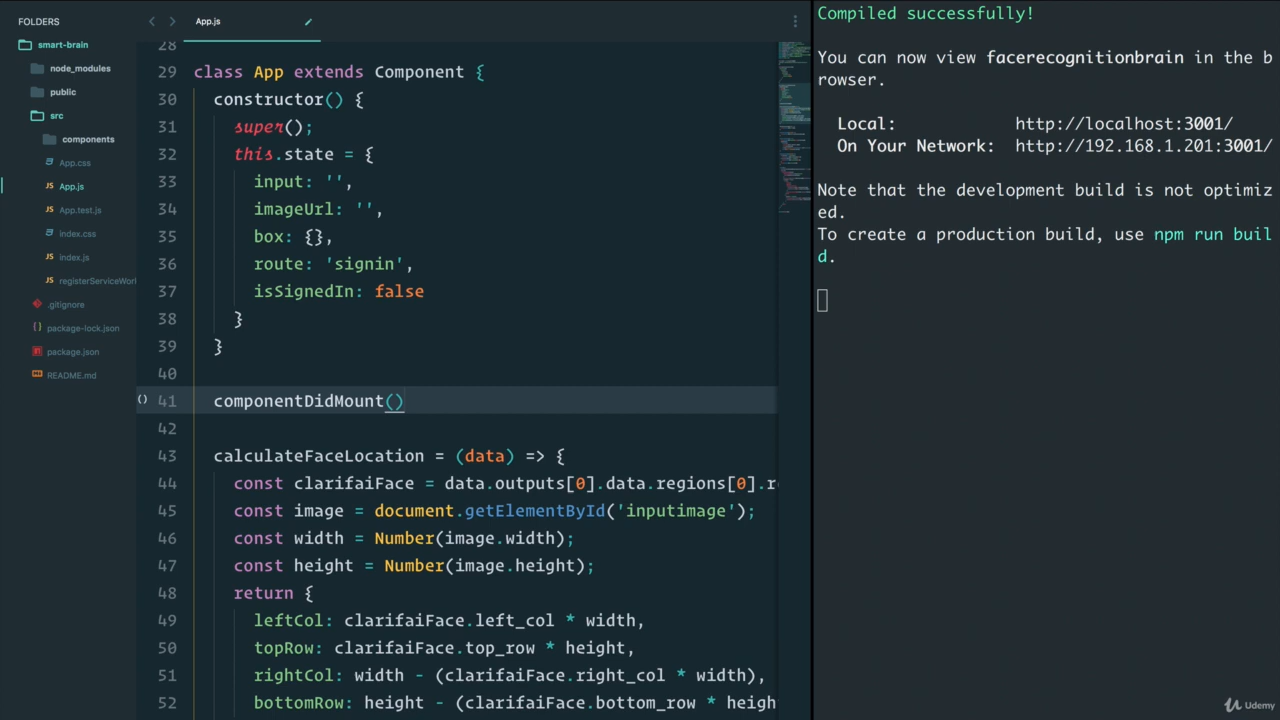 FOLDERS
smart-brain
node_modules
public
src
components
App.css
JS App.js
JS App.test.js
index.css
JS index.js
JS registerServiceWorl
.gitignore
package-lock.json
package.json
README.md
App.js
28
29 class App extends Component {
30 constructor() {
31 super();
32 this.state = {
33 input: '',
34 imageUrl: '',
35 box: {},
36 route: 'signin',
37 isSignedIn: false
38 }
39 }
40
() 41 componentDidMount()
42
43 calculateFaceLocation = (data) => {
44 const clarifaiFace = data.outputs[0].data.regions[0].re
45 const image = document.getElementById('inputimage');
46 const width = Number(image.width);
47 const height = Number(image.height);
48 return {
49 leftCol: clarifaiFace.left_col * width,
50 topRow: clarifaiFace.top_row * height,
51 rightCol: width - (clarifaiFace.right_col * width),
52 bottomRow: height - (clarifaiFace.bottom_row * heigh
Compiled successfully!
You can now view facerecognitionbrain in the b
rowser.
Local: http://localhost:3001/
On Your Network: http://192.168.1.201:3001/
Note that the development build is not optimiz
ed.
To create a production build, use npm run buil
d.
Udemy